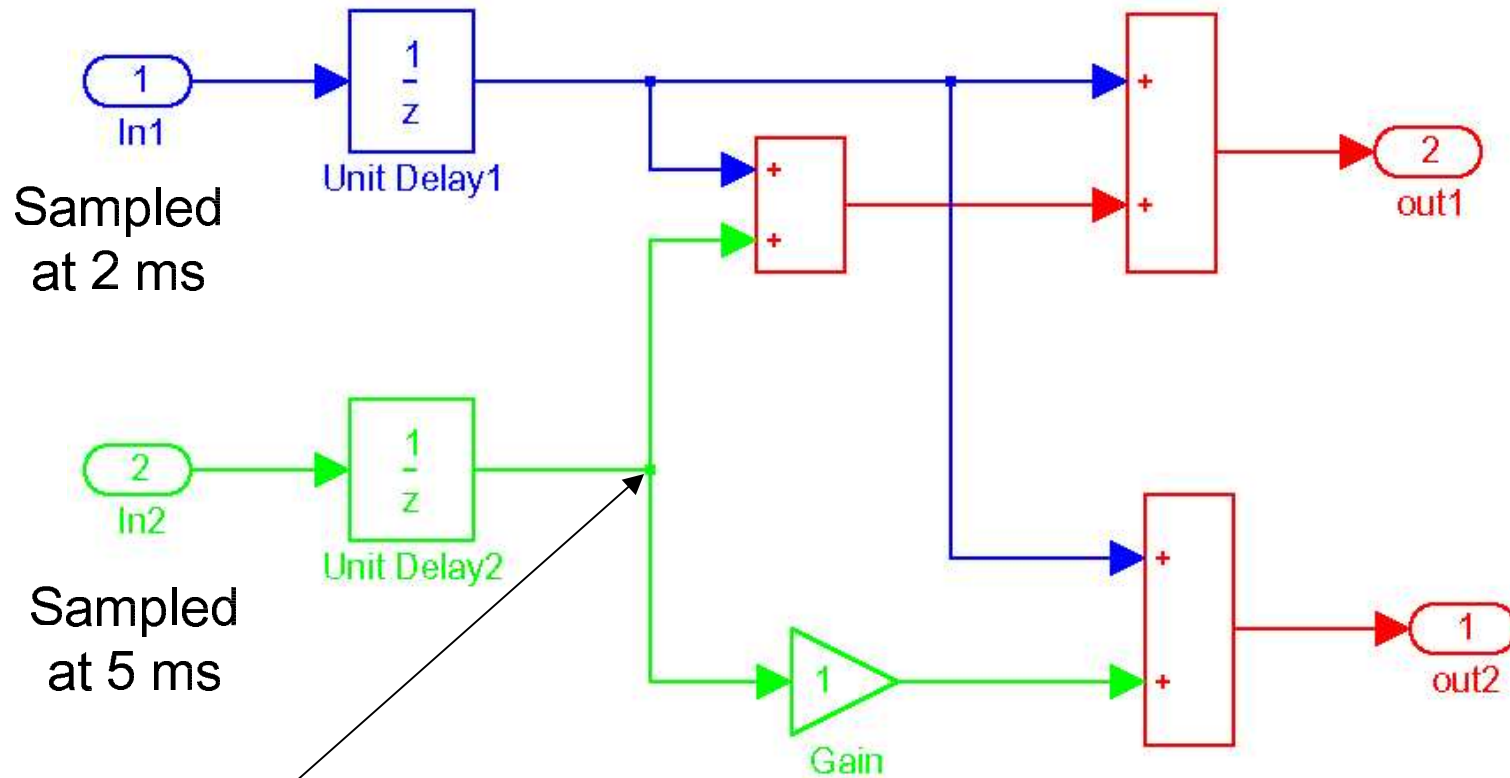 1
In1
1
z
Unit Delay1
Sampled
at 2 ms
+
+
+
+
2
out1
2
In2
1
z
Unit Delay2
Sampled
at 5 ms
1
Gain
+
+
1
out2